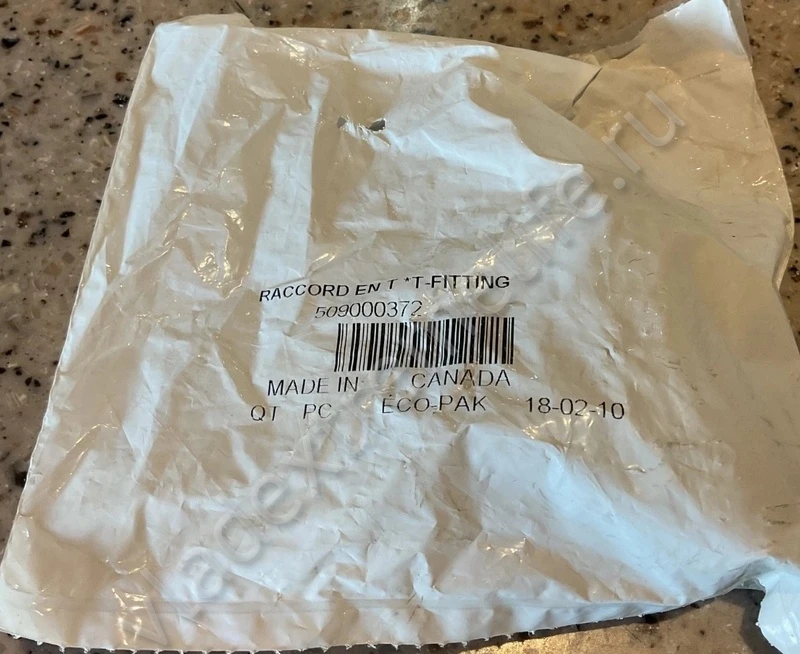 RACCORD EN T *T-FITTING
509000372
MADE IN CANADA
QT PC ECO-PAK 18-02-10